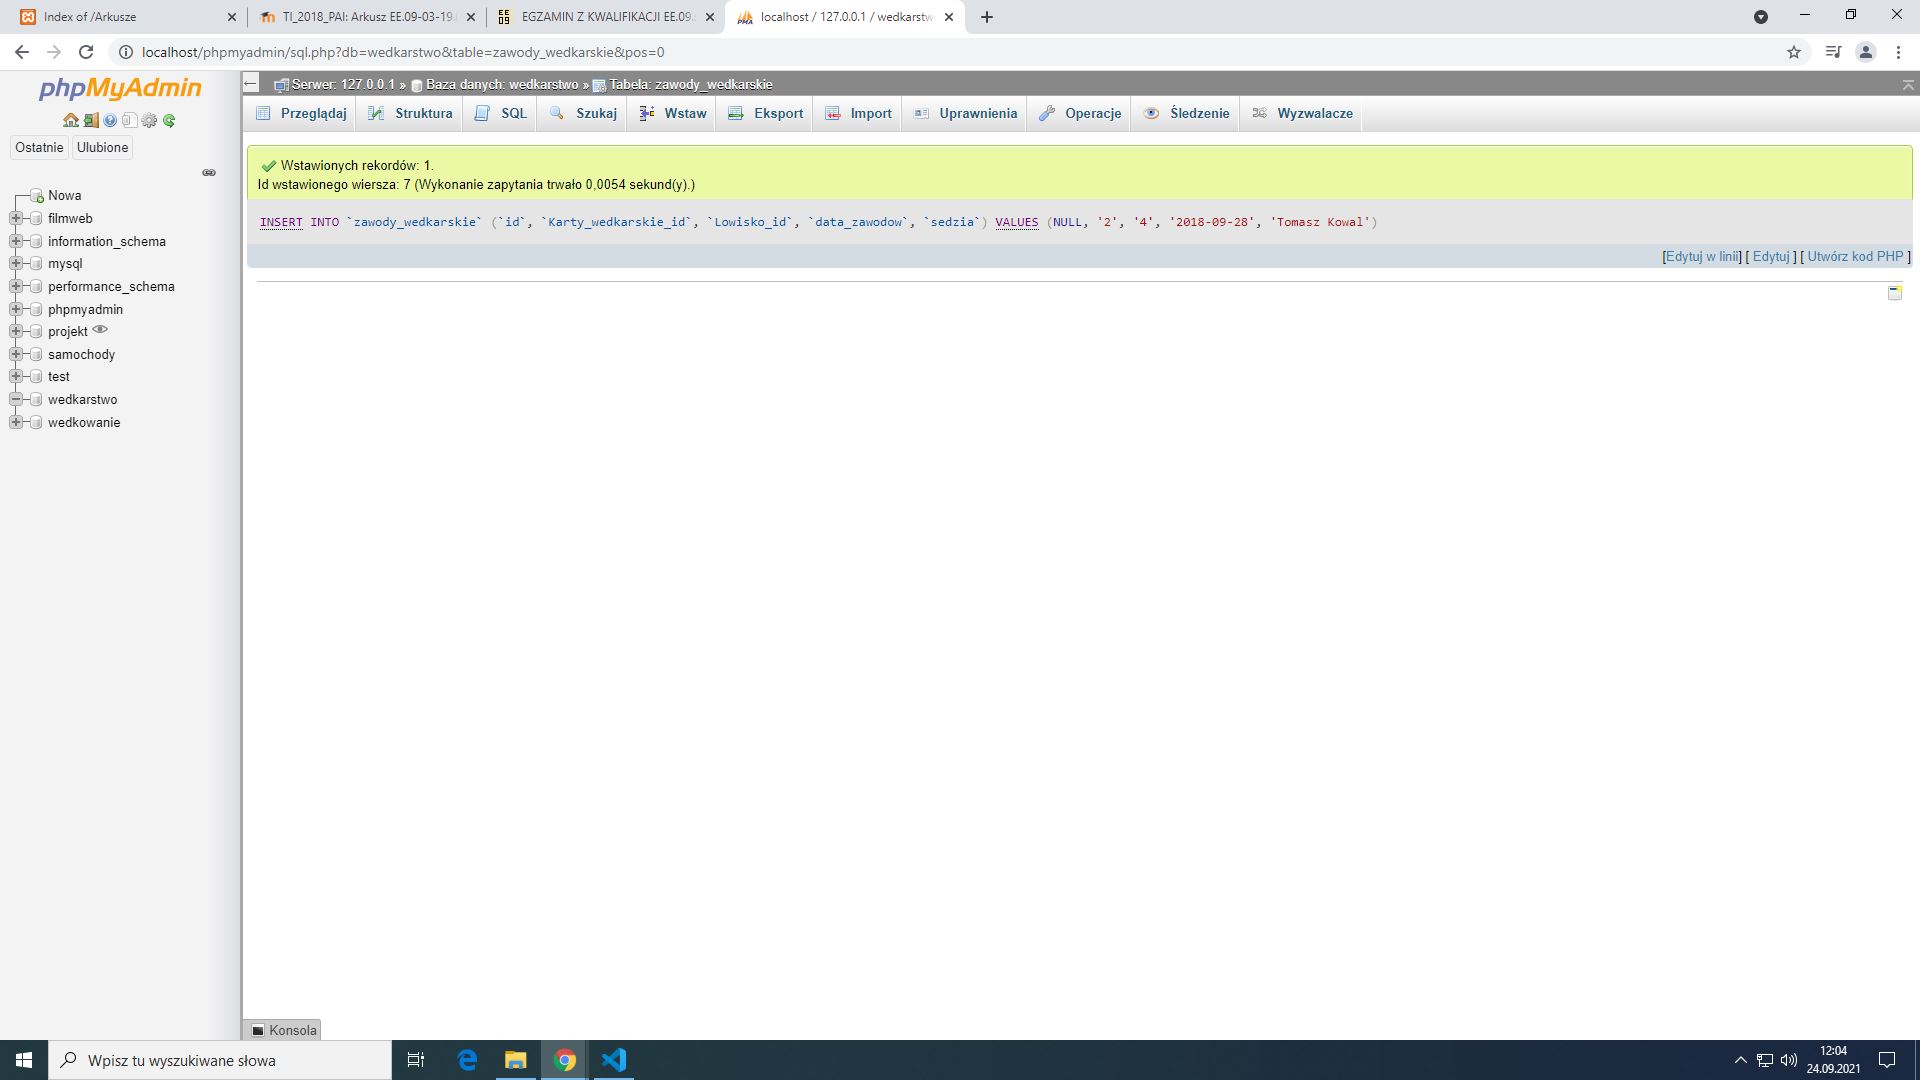 Index of /Arkusze
TI_2018_PAI: Arkusz EE.09-03-19.0
EGZAMIN Z KWALIFIKACJI EE.09.
localhost / 127.0.0.1 / wedkarstwo
localhost/phpmyadmin/sql.php?db=wedkarstwo&table=zawody_wedkarskie&pos=0
phpMyAdmin
Ostatnie Ulubione
Nowa
filmweb
information_schema
mysql
performance_schema
phpmyadmin
projekt
samochody
test
wedkarstwo
wedkowanie
Serwer: 127.0.0.1 » Baza danych: wedkarstwo » Tabela: zawody_wedkarskie
Przeglądaj Struktura SQL Szukaj Wstaw Eksport Import Uprawnienia Operacje Śledzenie Wyzwalacze
Wstawionych rekordów: 1.
Id wstawionego wiersza: 7 (Wykonanie zapytania trwało 0,0054 sekund(y).)
INSERT INTO `zawody_wedkarskie` (`id`, `Karty_wedkarskie_id`, `Lowisko_id`, `data_zawodow`, `sedzia`) VALUES (NULL, '2', '4', '2018-09-28', 'Tomasz Kowal')
[Edytuj w linii] [ Edytuj ] [ Utwórz kod PHP ]
Konsola
Wpisz tu wyszukiwane słowa
12:04
24.09.2021